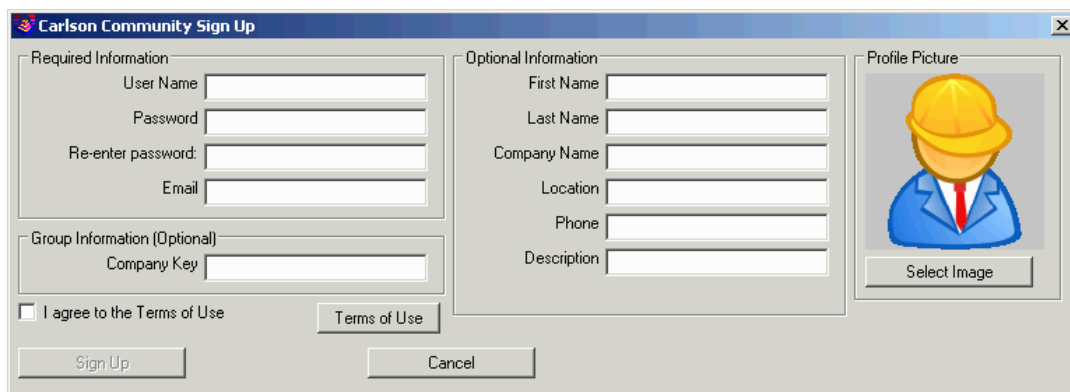 Carlson Community Sign Up
Required Information
User Name
Password
Re-enter password:
Email
Group Information (Optional)
Company Key
I agree to the Terms of Use
Terms of Use
Sign Up
Cancel
Optional Information
First Name
Last Name
Company Name
Location
Phone
Description
Profile Picture
Select Image